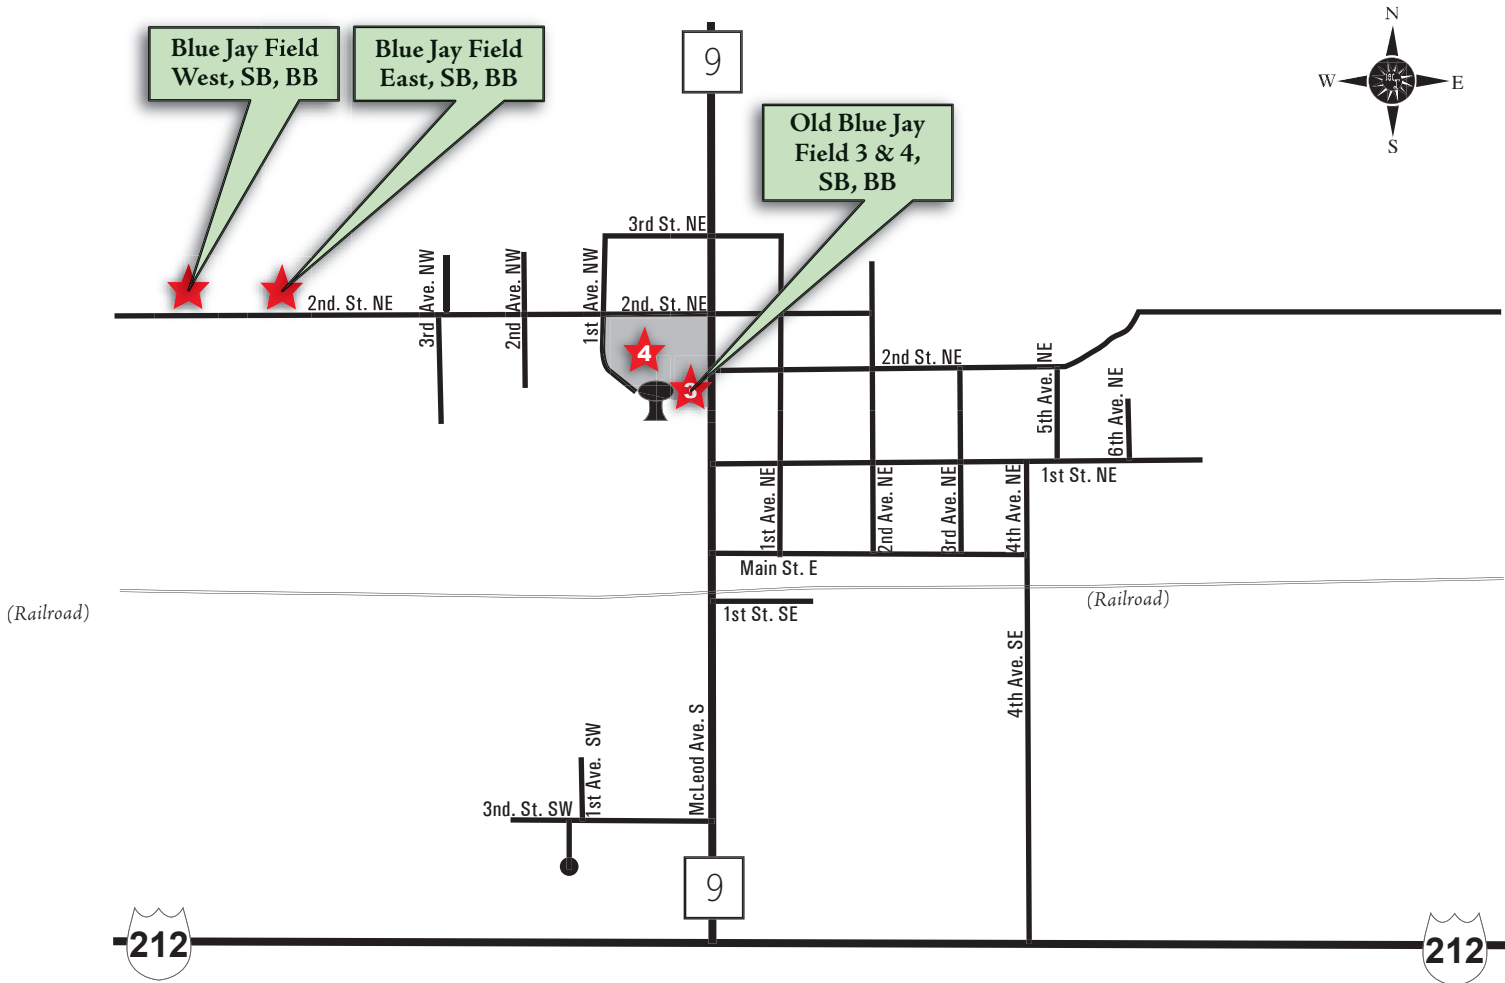 Blue Jay Field
West, SB, BB
Blue Jay Field
East, SB, BB
9
N
W
E
S
Old Blue Jay
Field 3 & 4,
SB, BB
3rd St. NE
3rd Ave. NW
2nd Ave. NW
1st Ave. NW
2nd. St. NE
2nd. St. NE
4
3
2nd St. NE
5th Ave. NE
6th Ave. NE
1st St. NE
1st Ave. NE
2nd Ave. NE
3rd Ave. NE
4th Ave. NE
Main St. E
(Railroad)
(Railroad)
1st St. SE
4th Ave. SE
McLeod Ave. S
1st Ave. SW
3nd. St. SW
9
212
212